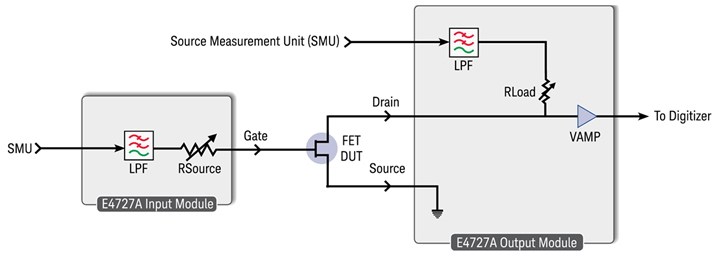 Source Measurement Unit (SMU)
LPF
RLoad
Drain
To Digitizer
VAMP
SMU
LPF
RSource
Gate
FET
DUT
Source
E4727A Input Module
E4727A Output Module